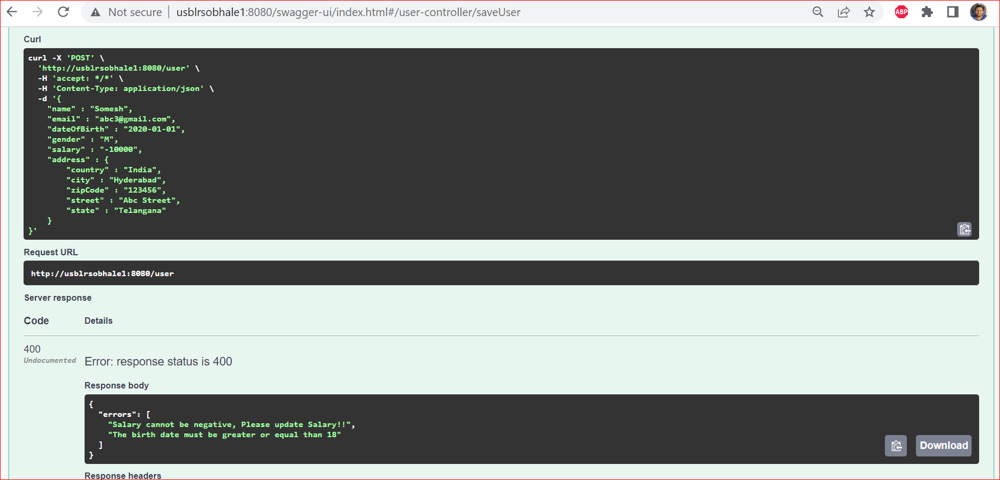 Not secure | usblrsobhale1:8080/swagger-ui/index.html#/user-controller/saveUser
ABP
Curl
curl -X 'POST' \
  'http://usblrsobhale1:8080/user' \
  -H 'accept: */*' \
  -H 'Content-Type: application/json' \
  -d '{
    "name" : "Somesh",
    "email" : "abc3@gmail.com",
    "dateOfBirth" : "2020-01-01",
    "gender" : "M",
    "salary" : "-10000",
    "address" : {
        "country" : "India",
        "city" : "Hyderabad",
        "zipCode" : "123456",
        "street" : "Abc Street",
        "state" : "Telangana"
    }
}'
Request URL
http://usblrsobhale1:8080/user
Server response
Code Details
400
Undocumented
Error: response status is 400
Response body
{
  "errors": [
    "Salary cannot be negative, Please update Salary!!",
    "The birth date must be greater or equal than 18"
  ]
}
Download
Response headers